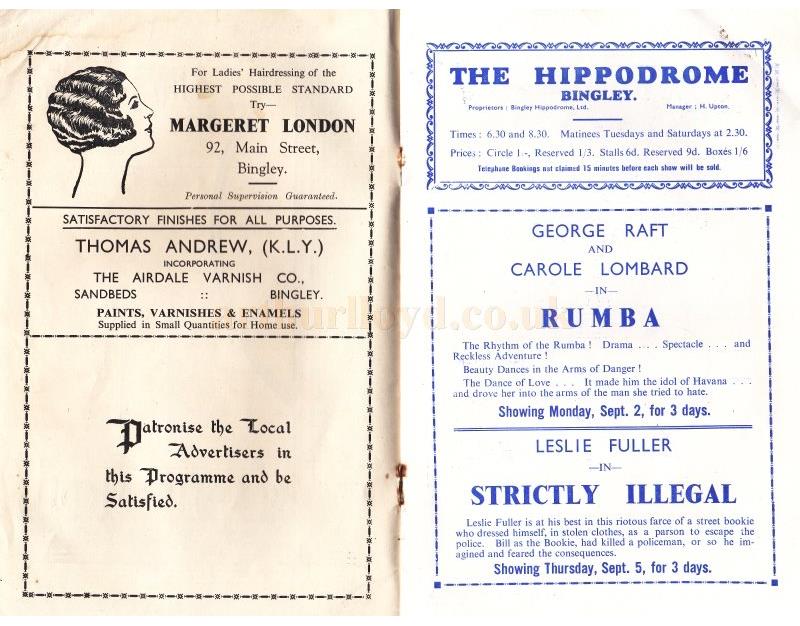 For Ladies' Hairdressing of the
HIGHEST POSSIBLE STANDARD
Try—
MARGERET LONDON
92, Main Street,
Bingley.
Personal Supervision Guaranteed.
SATISFACTORY FINISHES FOR ALL PURPOSES.
THOMAS ANDREW, (K.L.Y.)
INCORPORATING
THE AIRDALE VARNISH CO.,
SANDBEDS :: BINGLEY.
PAINTS, VARNISHES & ENAMELS
Supplied in Small Quantities for Home use.
Patronise the Local
Advertisers in
this Programme and be
Satisfied.
THE HIPPODROME
BINGLEY.
Proprietors : Bingley Hippodrome, Ltd. Manager ; H. Upton.
Times : 6.30 and 8.30. Matinees Tuesdays and Saturdays at 2.30.
Prices : Circle 1-, Reserved 1/3. Stalls 6d. Reserved 9d. Boxes 1/6
Telephone Bookings not claimed 15 minutes before each show will be sold.
GEORGE RAFT
AND
CAROLE LOMBARD
—IN—
RUMBA
The Rhythm of the Rumba ! Drama . . . Spectacle . . . and
Reckless Adventure !
Beauty Dances in the Arms of Danger !
The Dance of Love . . . It made him the idol of Havana . . .
and drove her into the arms of the man she tried to hate.
Showing Monday, Sept. 2, for 3 days.
LESLIE FULLER
—IN—
STRICTLY ILLEGAL
Leslie Fuller is at his best in this riotous farce of a street bookie
who dressed himself, in stolen clothes, as a parson to escape the
police. Bill as the Bookie, had killed a policeman, or so he im-
agined and feared the consequences.
Showing Thursday, Sept. 5, for 3 days.